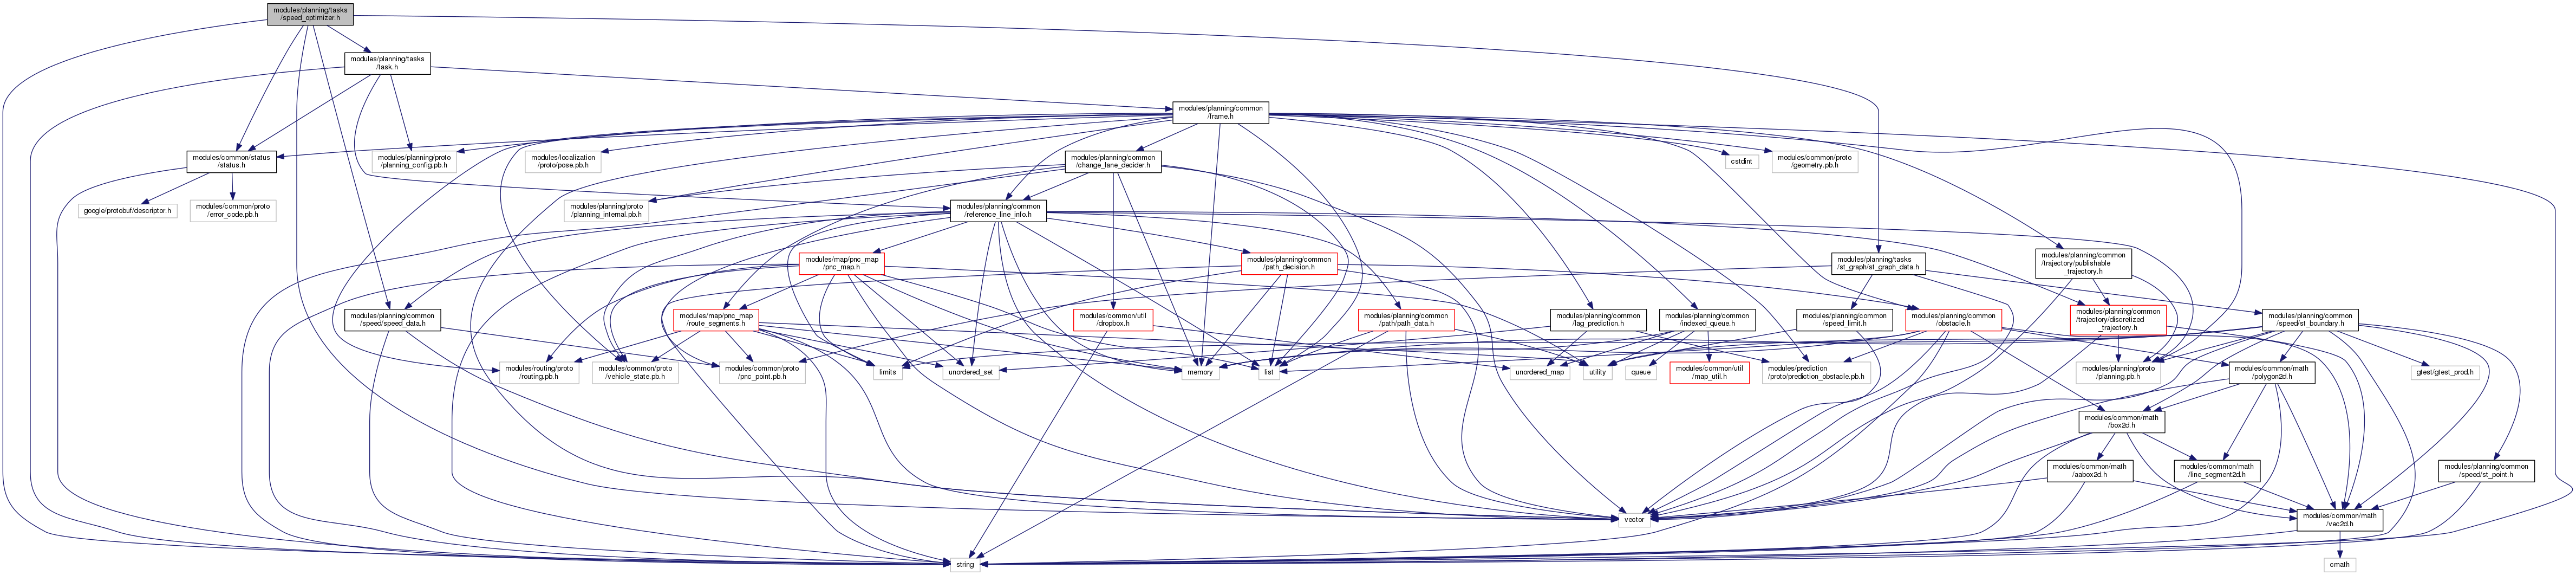 modules/planning/tasks
/speed_optimizer.h
modules/planning/tasks
/task.h
modules/planning/common
/frame.h
modules/common/status
/status.h
modules/planning/proto
/planning_config.pb.h
modules/localization
/proto/pose.pb.h
modules/planning/common
/change_lane_decider.h
cstdint
modules/common/proto
/geometry.pb.h
google/protobuf/descriptor.h
modules/common/proto
/error_code.pb.h
modules/planning/proto
/planning_internal.pb.h
modules/planning/common
/reference_line_info.h
modules/map/pnc_map
/pnc_map.h
modules/planning/common
/path_decision.h
modules/planning/tasks
/st_graph/st_graph_data.h
modules/planning/common
/trajectory/publishable
_trajectory.h
modules/planning/common
/speed/speed_data.h
modules/map/pnc_map
/route_segments.h
modules/common/util
/dropbox.h
modules/planning/common
/path/path_data.h
modules/planning/common
/lag_prediction.h
modules/planning/common
/indexed_queue.h
modules/planning/common
/speed_limit.h
modules/planning/common
/obstacle.h
modules/planning/common
/trajectory/discretized
_trajectory.h
modules/planning/common
/speed/st_boundary.h
modules/routing/proto
/routing.pb.h
modules/common/proto
/vehicle_state.pb.h
modules/common/proto
/pnc_point.pb.h
limits
unordered_set
memory
list
unordered_map
utility
queue
modules/common/util
/map_util.h
modules/prediction
/proto/prediction_obstacle.pb.h
modules/planning/proto
/planning.pb.h
modules/common/math
/polygon2d.h
gtest/gtest_prod.h
modules/common/math
/box2d.h
modules/common/math
/aabox2d.h
modules/common/math
/line_segment2d.h
modules/planning/common
/speed/st_point.h
vector
modules/common/math
/vec2d.h
string
cmath